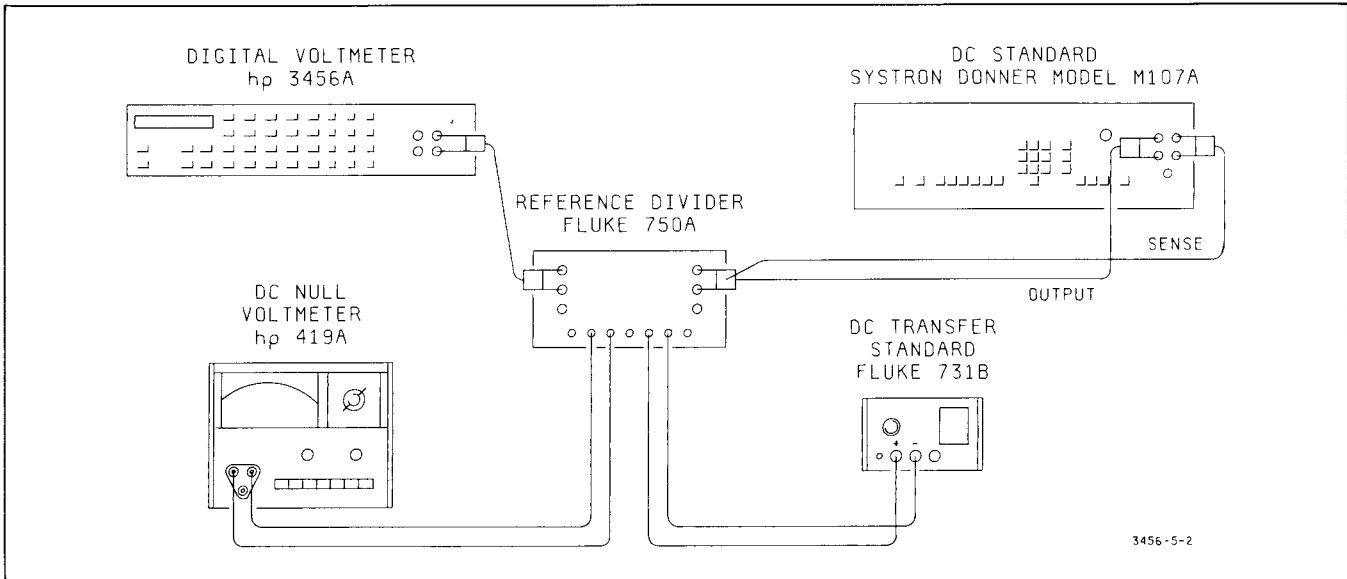 DIGITAL VOLTMETER
hp 3456A
DC STANDARD
SYSTRON DONNER MODEL M107A
REFERENCE DIVIDER
FLUKE 750A
SENSE
OUTPUT
DC NULL
VOLTMETER
hp 419A
DC TRANSFER
STANDARD
FLUKE 731B
+ -
3456-5-2